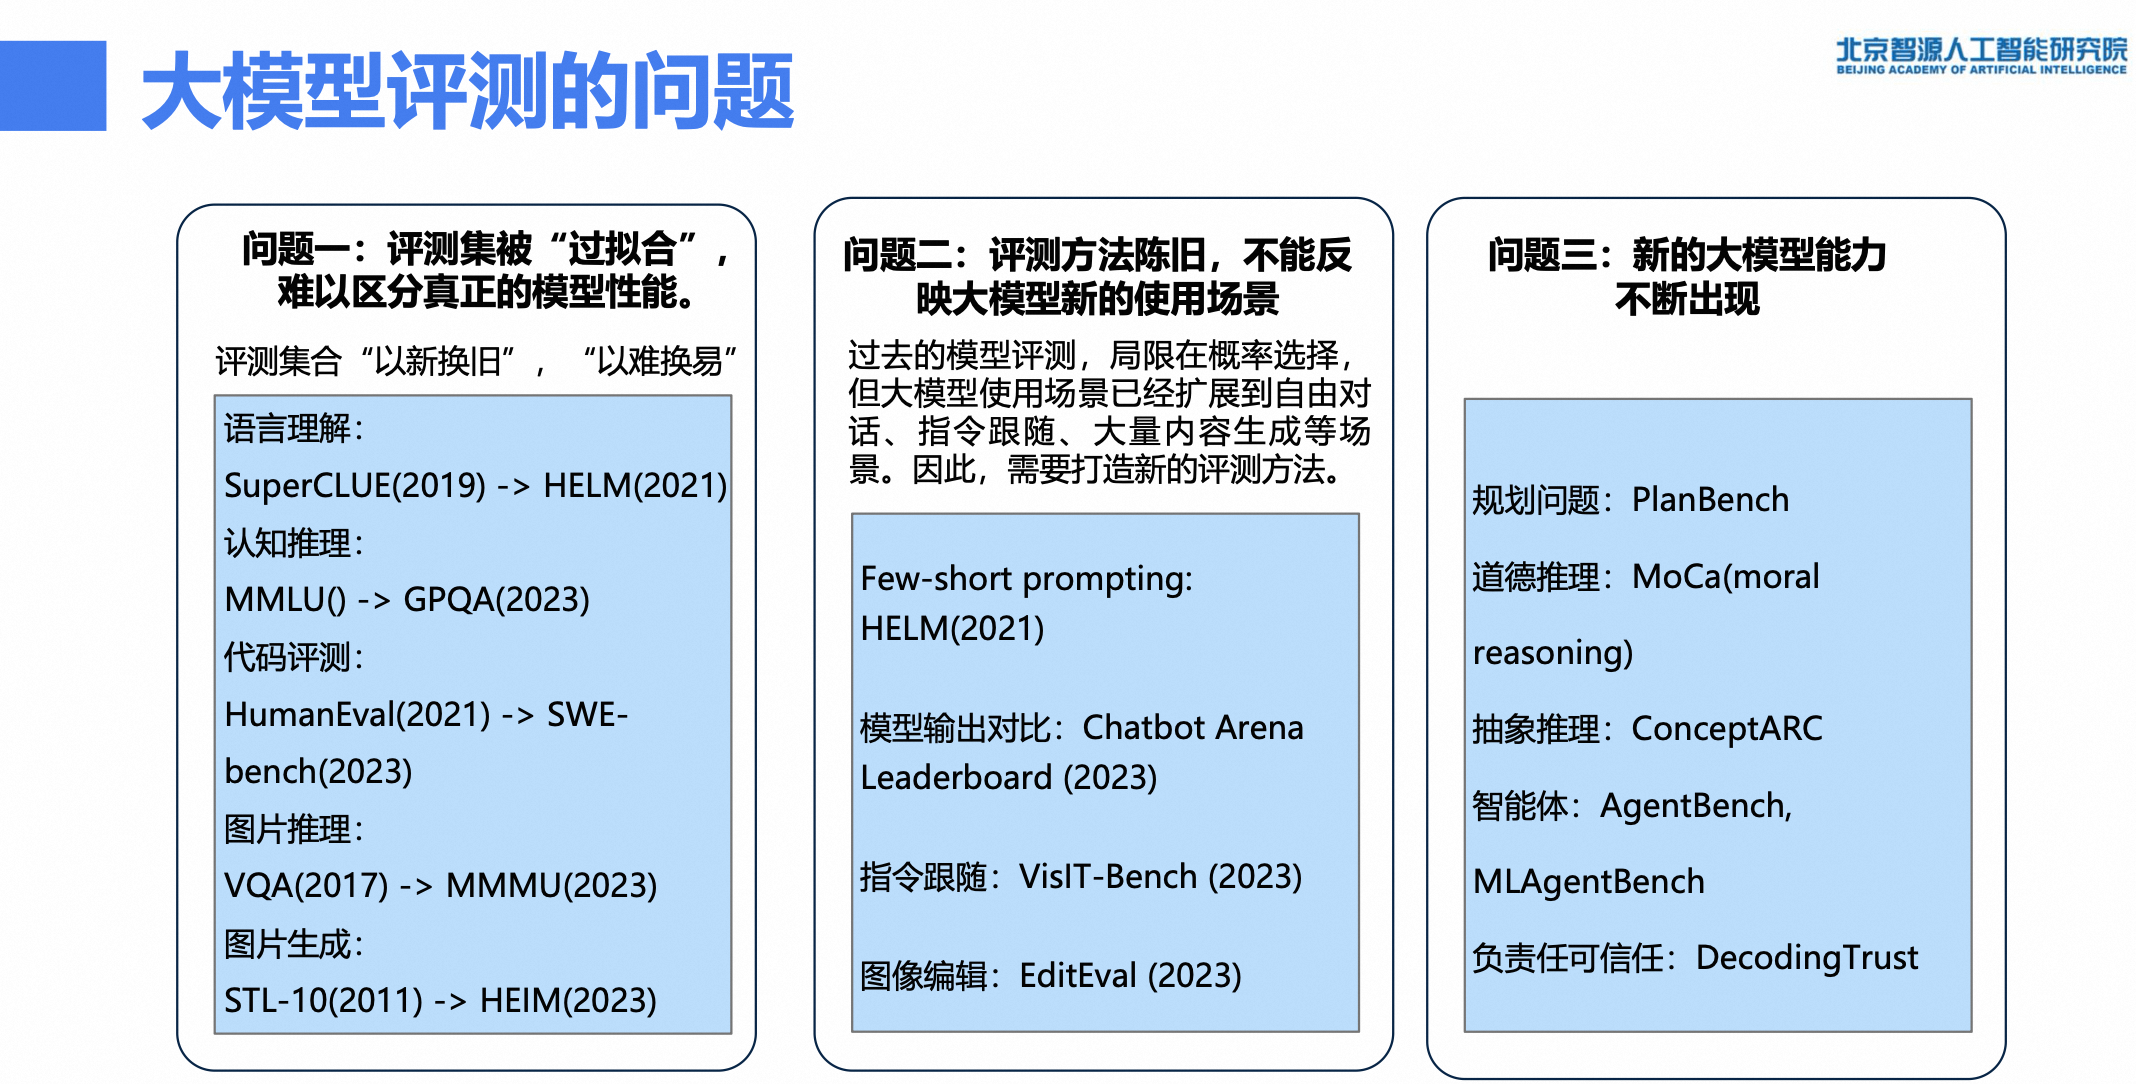 大模型评测的问题
北京智源人工智能研究院
BEIJING ACADEMY OF ARTIFICIAL INTELLIGENCE
问题一：评测集被“过拟合”，
难以区分真正的模型性能。
评测集合“以新换旧”，“以难换易”
语言理解：
SuperCLUE(2019) -> HELM(2021)
认知推理：
MMLU() -> GPQA(2023)
代码评测：
HumanEval(2021) -> SWE-
bench(2023)
图片推理：
VQA(2017) -> MMMU(2023)
图片生成：
STL-10(2011) -> HEIM(2023)
问题二：评测方法陈旧，不能反
映大模型新的使用场景
过去的模型评测，局限在概率选择，
但大模型使用场景已经扩展到自由对
话、指令跟随、大量内容生成等场
景。因此，需要打造新的评测方法。
Few-short prompting:
HELM(2021)
模型输出对比：Chatbot Arena
Leaderboard (2023)
指令跟随：VisIT-Bench (2023)
图像编辑：EditEval (2023)
问题三：新的大模型能力
不断出现
规划问题：PlanBench
道德推理：MoCa(moral
reasoning)
抽象推理：ConceptARC
智能体：AgentBench,
MLAgentBench
负责任可信任：DecodingTrust